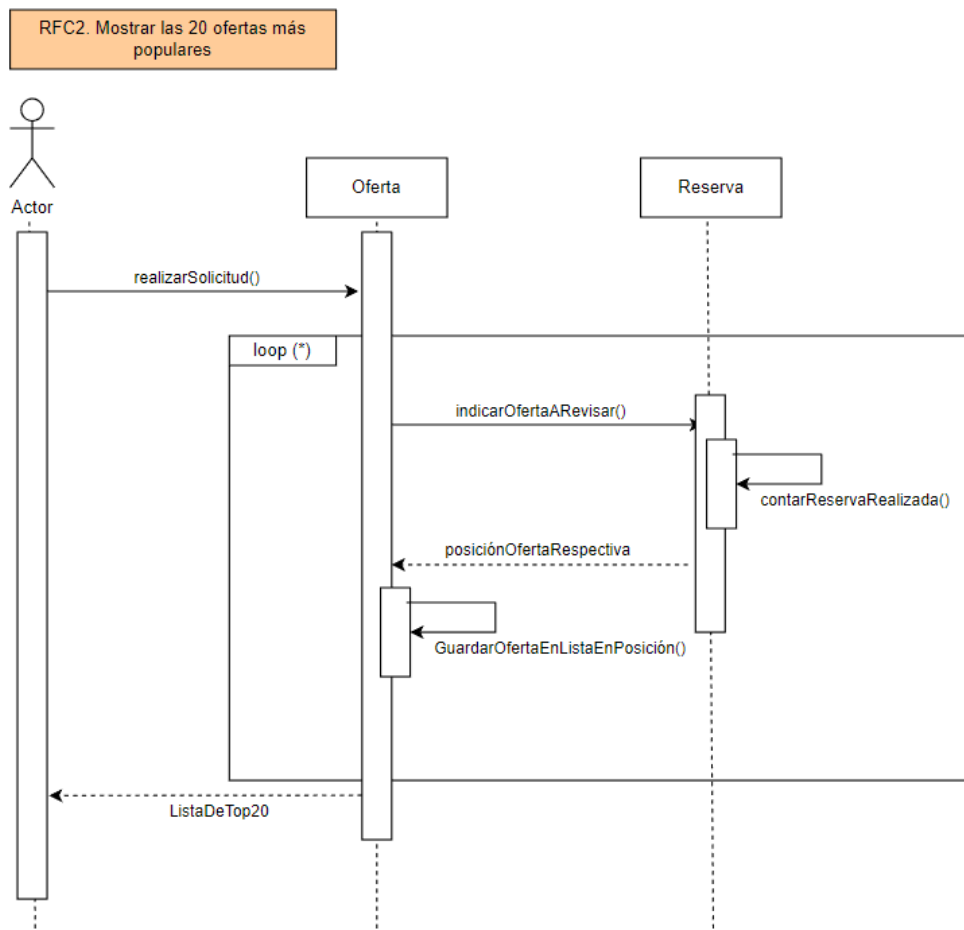 RFC2. Mostrar las 20 ofertas más
populares
Actor
Oferta
Reserva
realizarSolicitud()
loop (*)
indicarOfertaARevisar()
contarReservaRealizada()
posiciónOfertaRespectiva
GuardarOfertaEnListaEnPosición()
ListaDeTop20